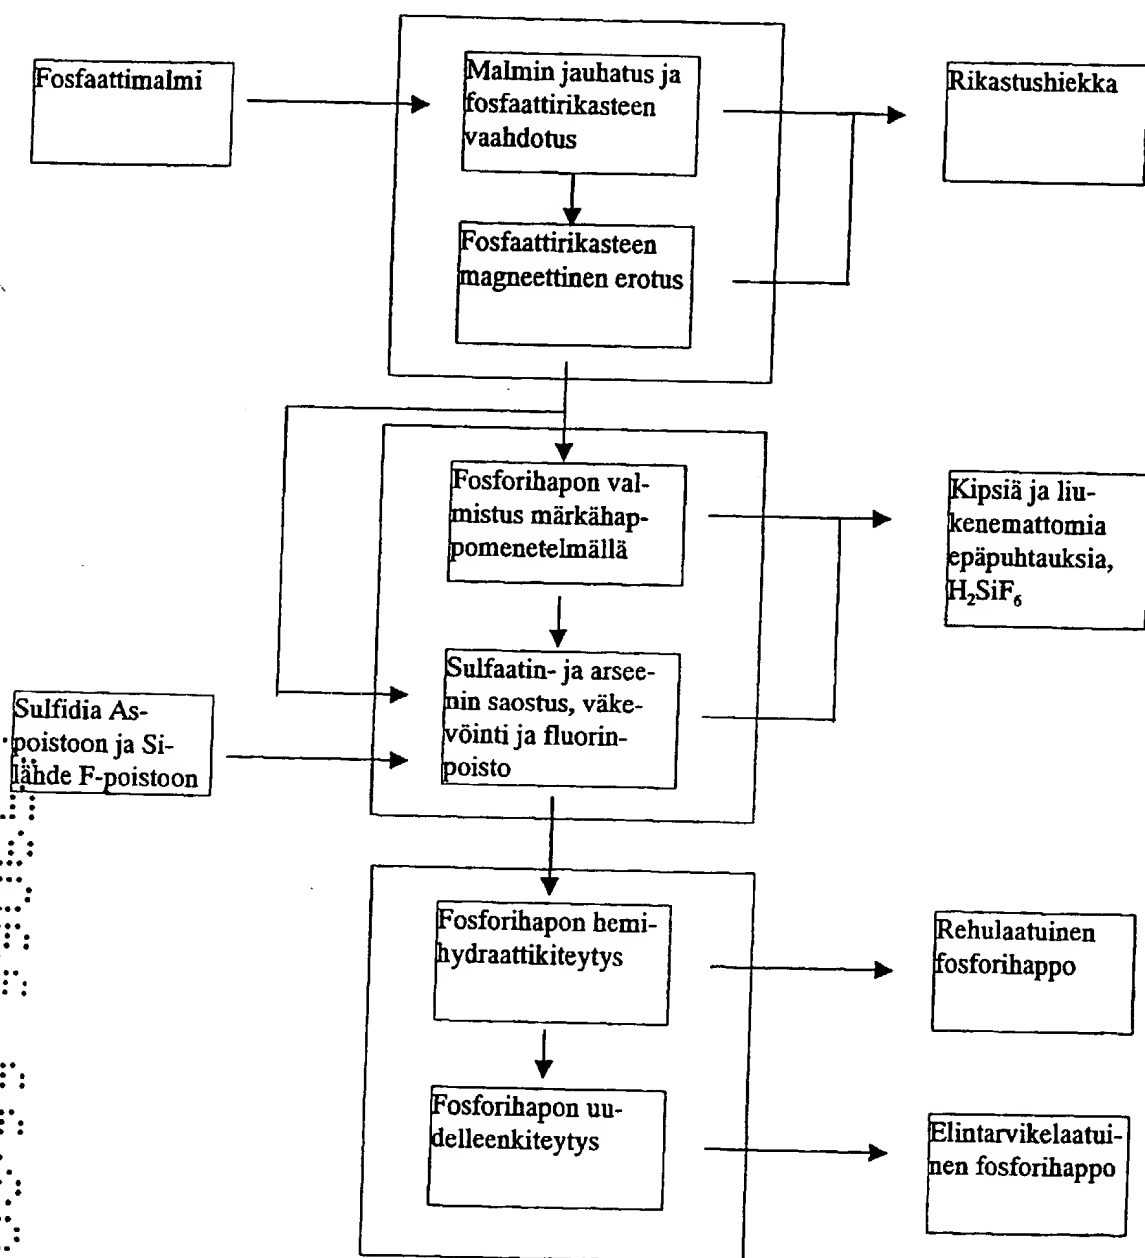 Fosfaattimalmi
Malmin jauhatus ja
fosfaattirikasteen
vaahdotus
Rikastushiekka
Fosfaattirikasteen
magneettinen erotus
Fosforihapon val-
mistus märkähap-
pomenetelmällä
Kipsiä ja liu-
kenemattomia
epäpuhtauksia,
H₂SiF₆
Sulfaatin- ja arsee-
nin saostus, väke-
vöinti ja fluorin-
poisto
Sulfidia As-
poistoon ja Si-
lähde F-poistoon
Fosforihapon hemi-
hydraattikiteytys
Rehulaatuinen
fosforihappo
Fosforihapon uu-
delleenkiteytys
Elintarvikelaatui-
nen fosforihappo